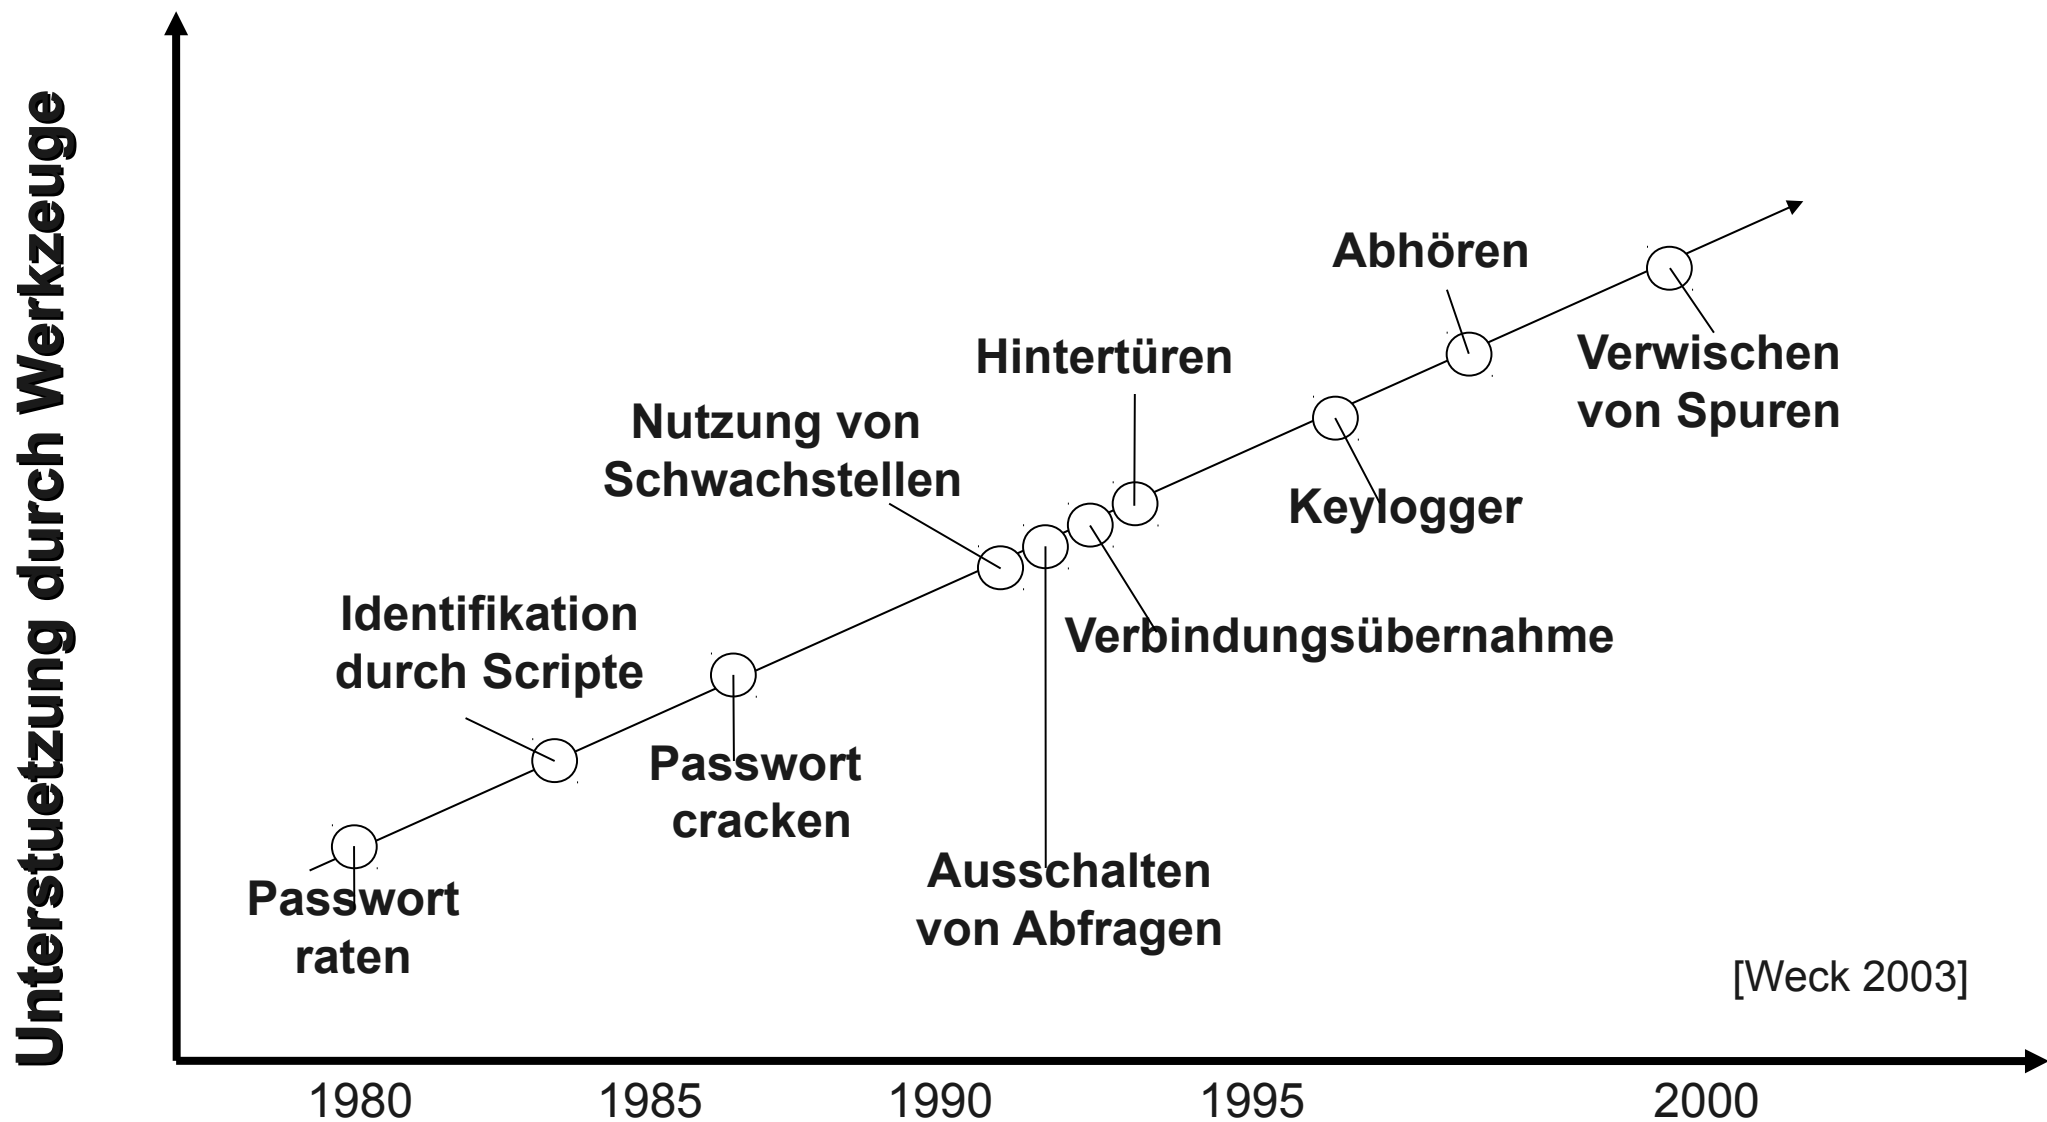 Unterstuetzung durch Werkzeuge
Abhören
Verwischen
von Spuren
Hintertüren
Nutzung von
Schwachstellen
Keylogger
Identifikation
durch Scripte
Verbindungsübernahme
Passwort
cracken
Ausschalten
von Abfragen
Passwort
raten
[Weck 2003]
1980
1985
1990
1995
2000